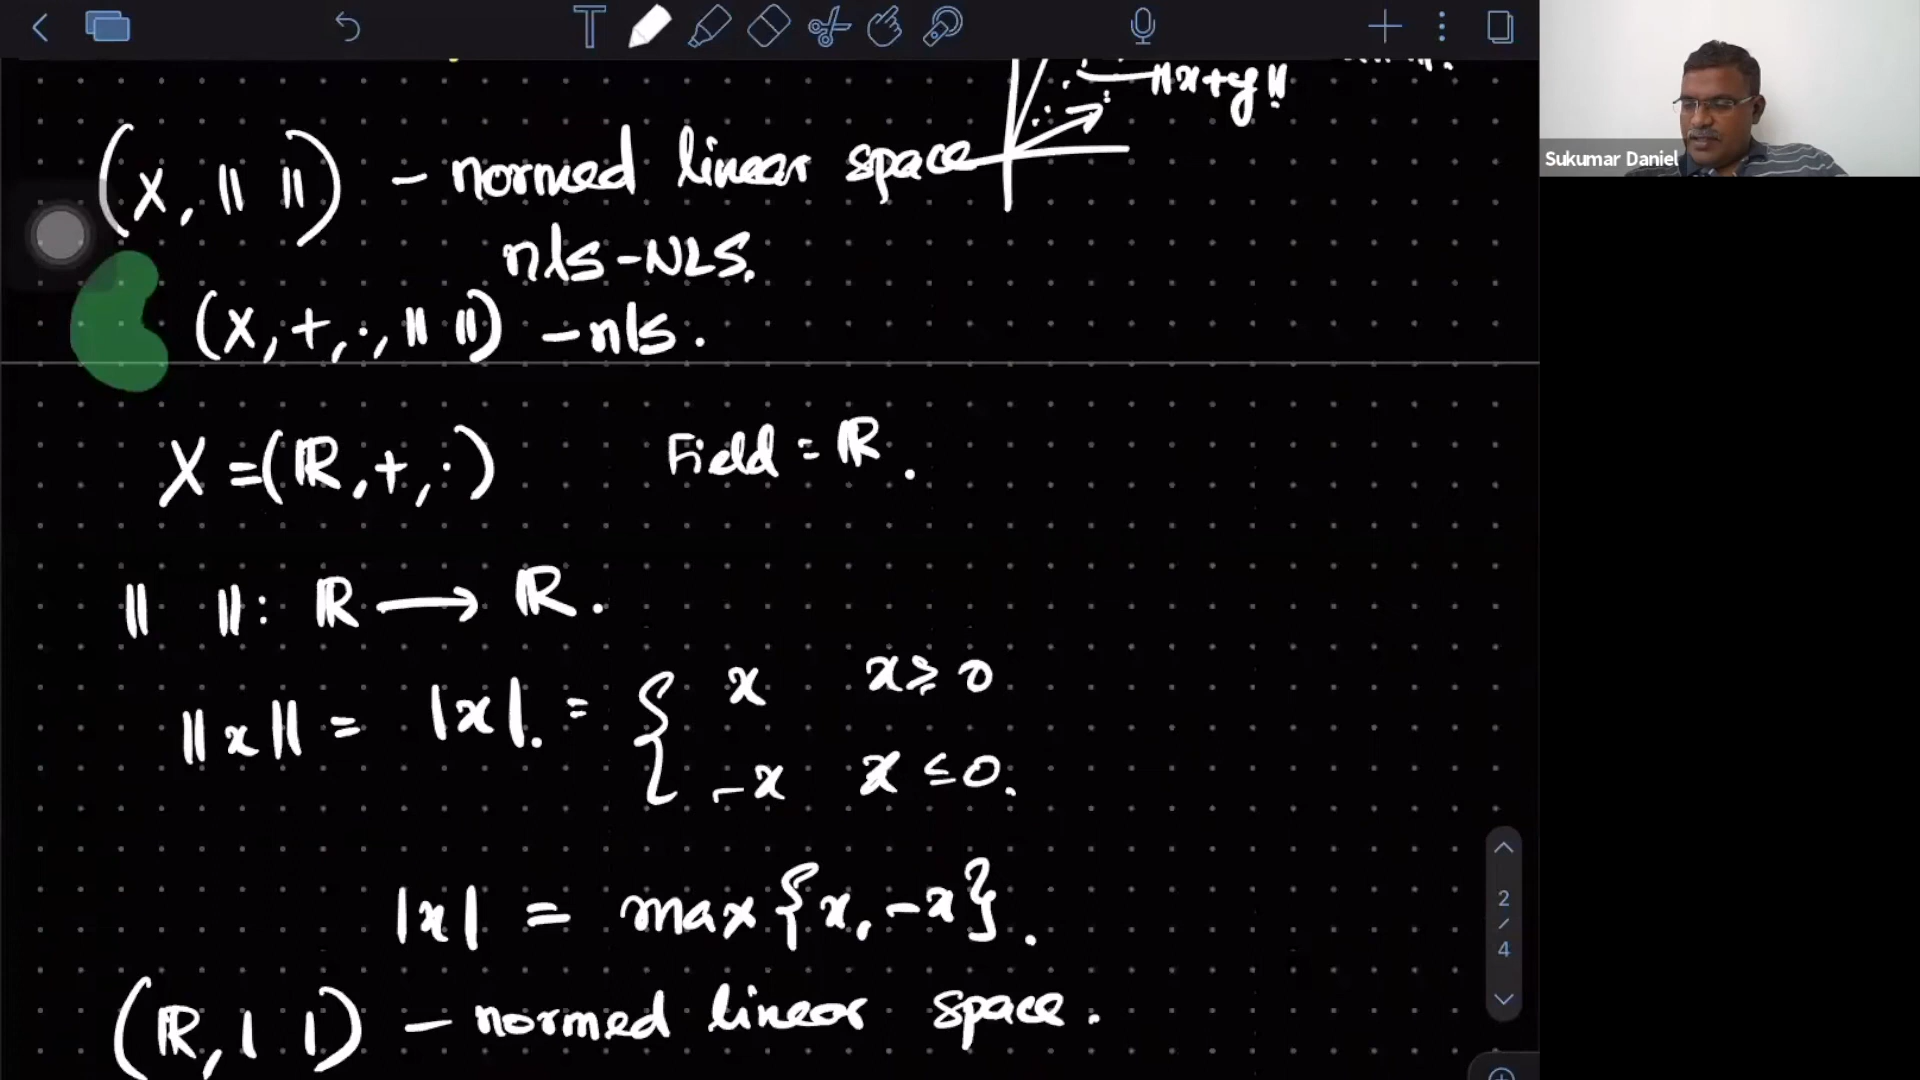 ‖x+y‖
Sukumar Daniel
(X, ‖ ‖) - normed linear space
nls - NLS.
(X, +, ·, ‖ ‖) - nls.
X = (ℝ, +, ·) Field = ℝ.
‖ ‖: ℝ ⟶ ℝ.
‖x‖ = |x|. = { x x ≥ 0
-x x ≤ 0.
|x| = max {x, -x}.
(ℝ, | |) - normed linear space.
2
/
4